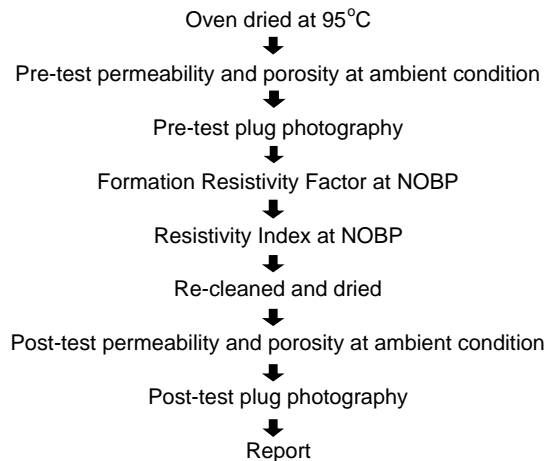 Oven dried at 95°C
Pre-test permeability and porosity at ambient condition
Pre-test plug photography
Formation Resistivity Factor at NOBP
Resistivity Index at NOBP
Re-cleaned and dried
Post-test permeability and porosity at ambient condition
Post-test plug photography
Report